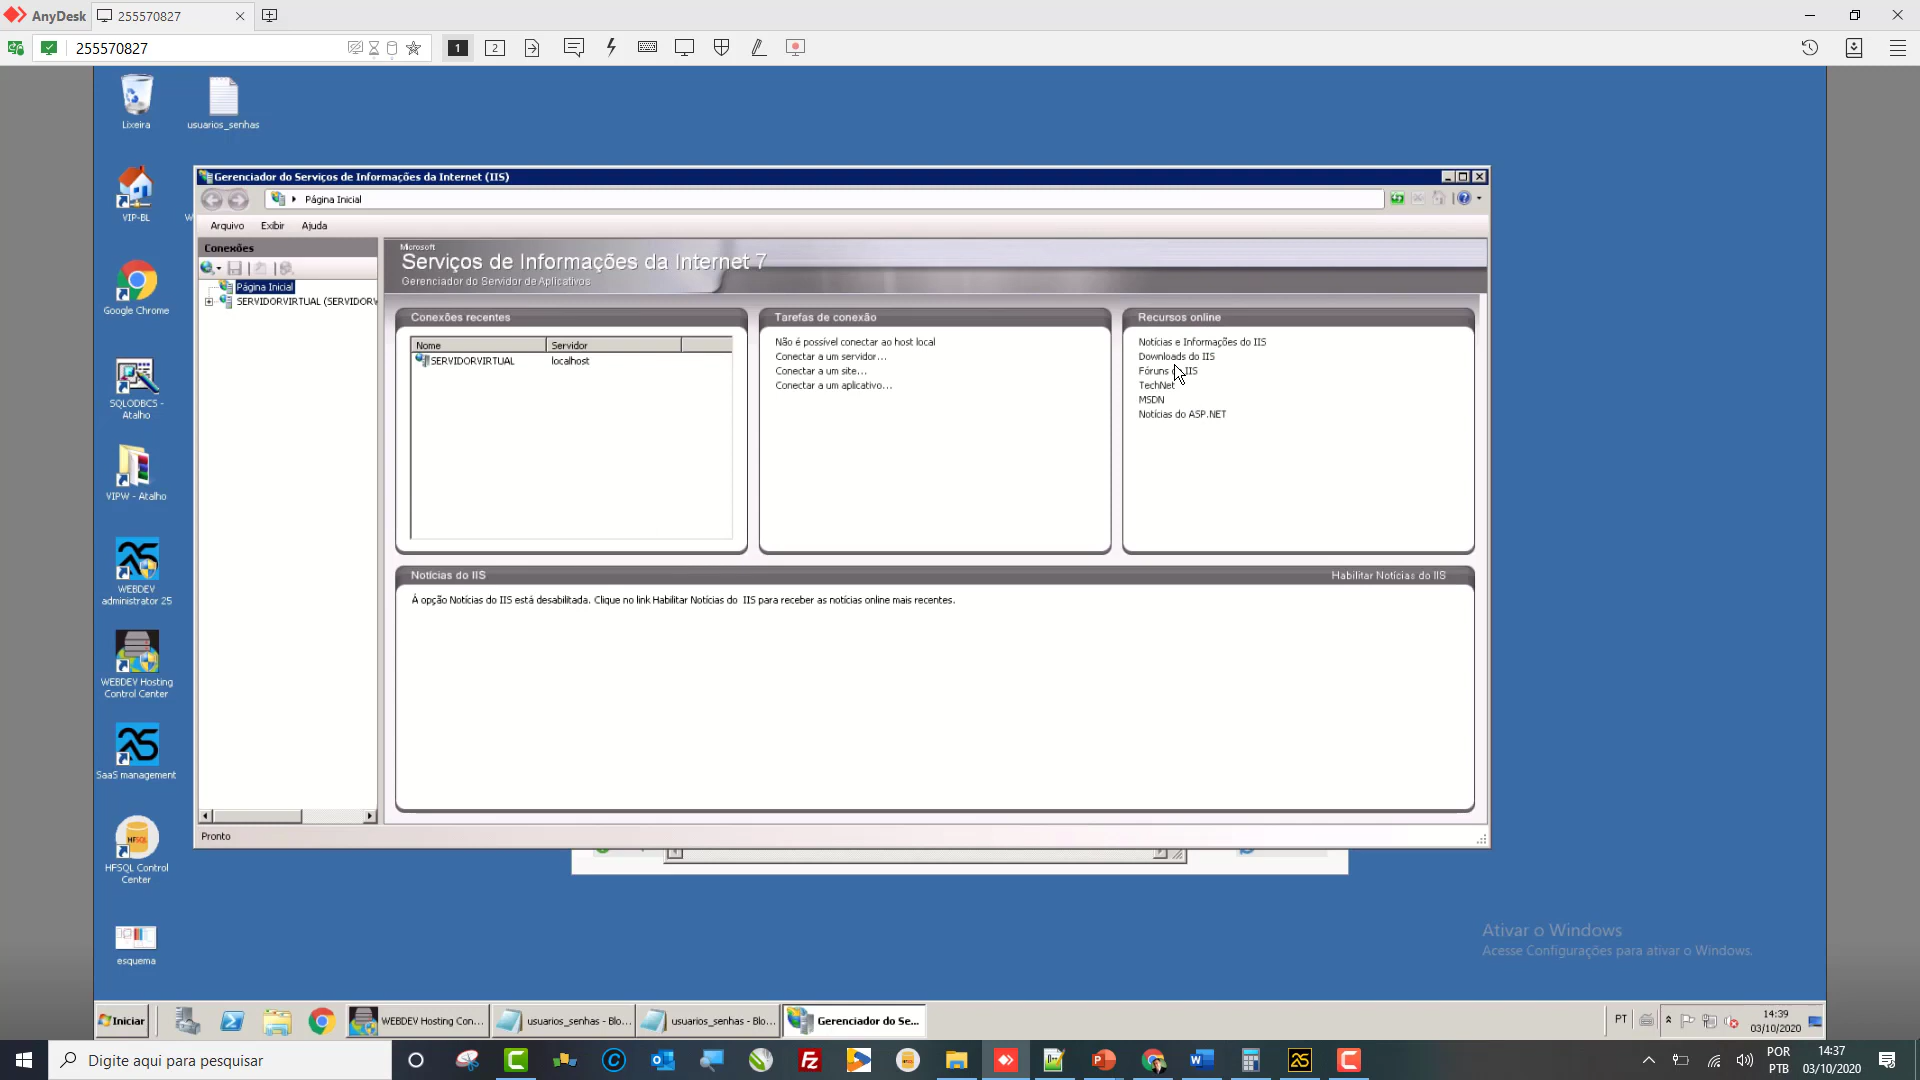 AnyDesk
255570827
255570827
1
2
Lixeira
usuarios_senhas
VIP-BL
W
Google Chrome
SQLODBCS -
Atalho
VIPW - Atalho
WEBDEV
administrator 25
WEBDEV Hosting
Control Center
SaaS management
HFSQL
HFSQL Control
Center
esquema
Gerenciador do Serviços de Informações da Internet (IIS)
Página Inicial
Arquivo Exibir Ajuda
Conexões
Página Inicial
SERVIDORVIRTUAL (SERVIDORV
Microsoft
Serviços de Informações da Internet 7
Gerenciador do Servidor de Aplicativos
Conexões recentes
Nome Servidor
SERVIDORVIRTUAL localhost
Tarefas de conexão
Não é possível conectar ao host local
Conectar a um servidor...
Conectar a um site...
Conectar a um aplicativo...
Recursos online
Notícias e Informações do IIS
Downloads do IIS
Fóruns IIS
TechNet
MSDN
Notícias do ASP.NET
Notícias do IIS
Habilitar Notícias do IIS
A opção Notícias do IIS está desabilitada. Clique no link Habilitar Notícias do IIS para receber as notícias online mais recentes.
Pronto
Ativar o Windows
Acesse Configurações para ativar o Windows.
Iniciar
WEBDEV Hosting Con...
usuarios_senhas - Blo...
usuarios_senhas - Blo...
Gerenciador do Se...
PT
14:39
03/10/2020
Digite aqui para pesquisar
POR
PTB
14:37
03/10/2020